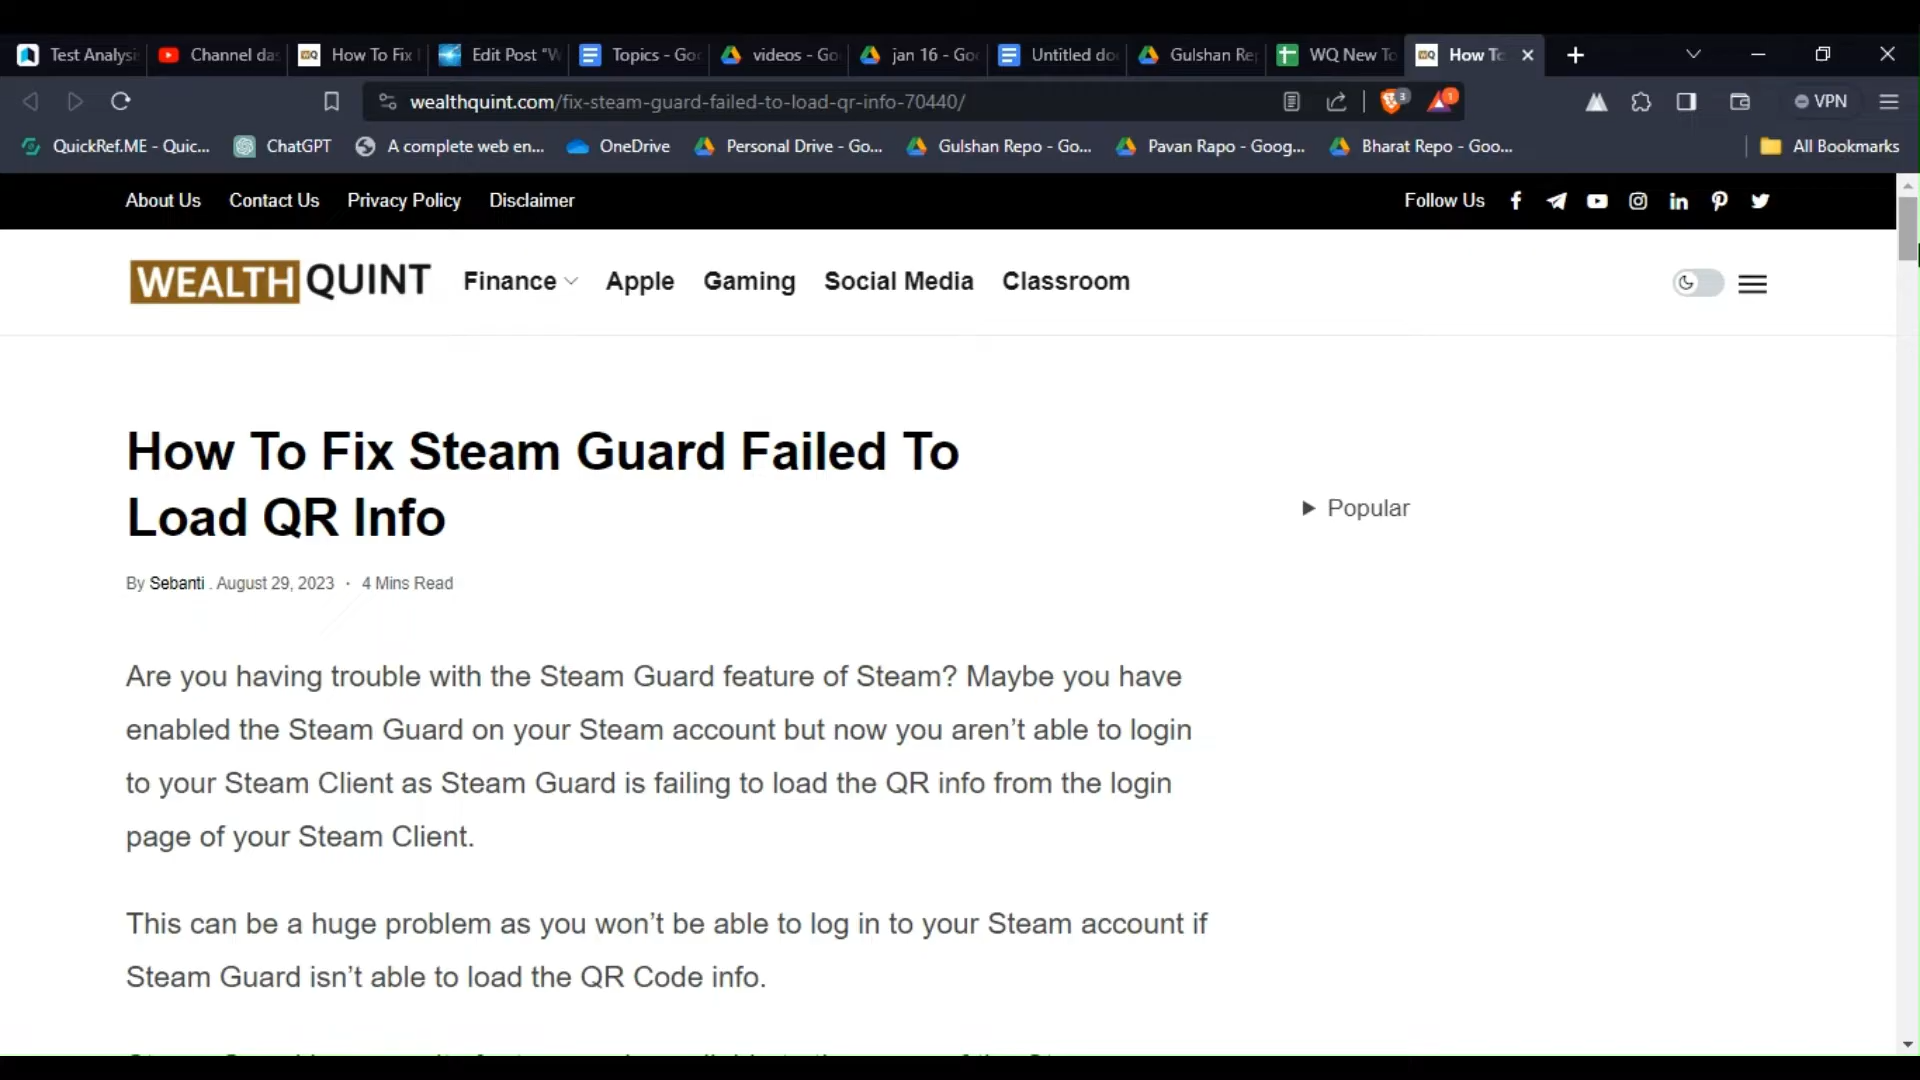 Test Analysi
Channel das
How To Fix
Edit Post "W
Topics - Goo
videos - Go
jan 16 - Goo
Untitled do
Gulshan Rep
WQ New To
How To
wealthquint.com/fix-steam-guard-failed-to-load-qr-info-70440/
3
1
VPN
QuickRef.ME - Quic...
ChatGPT
A complete web en...
OneDrive
Personal Drive - Go...
Gulshan Repo - Go...
Pavan Rapo - Goog...
Bharat Repo - Goo...
All Bookmarks
About Us
Contact Us
Privacy Policy
Disclaimer
Follow Us
WEALTH QUINT
Finance
Apple
Gaming
Social Media
Classroom
How To Fix Steam Guard Failed To
Load QR Info
Popular
By Sebanti . August 29, 2023 · 4 Mins Read
Are you having trouble with the Steam Guard feature of Steam? Maybe you have
enabled the Steam Guard on your Steam account but now you aren’t able to login
to your Steam Client as Steam Guard is failing to load the QR info from the login
page of your Steam Client.
This can be a huge problem as you won’t be able to log in to your Steam account if
Steam Guard isn’t able to load the QR Code info.